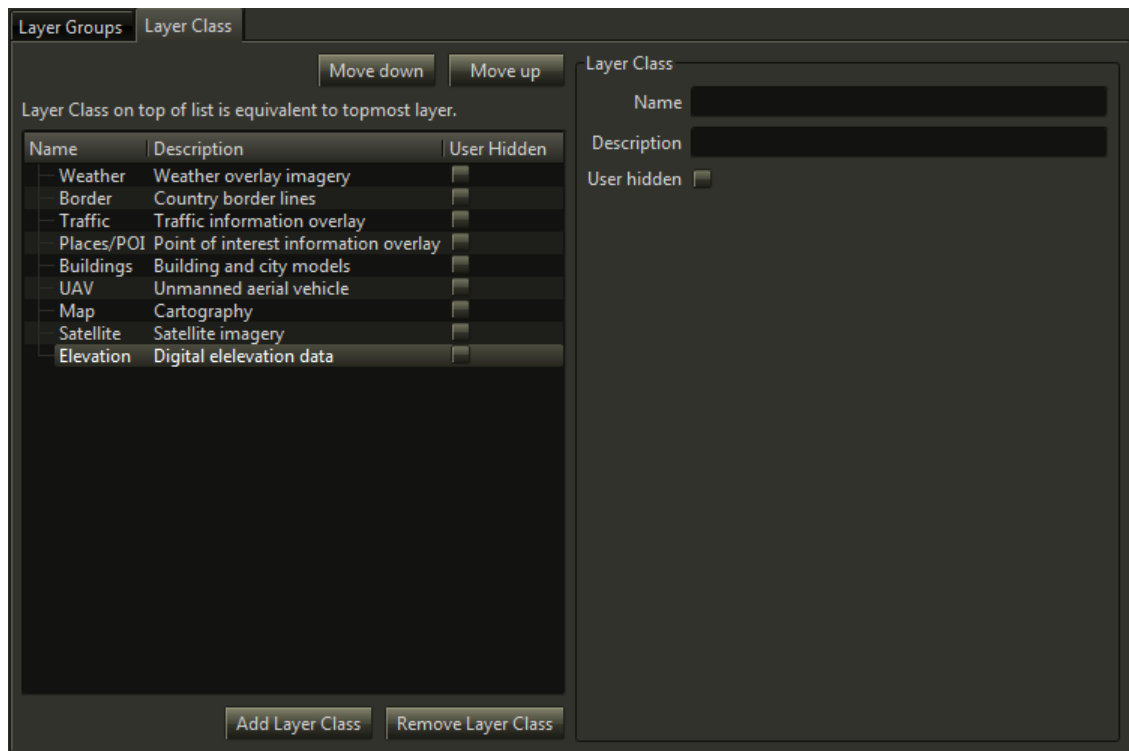 Layer Groups Layer Class
Move down Move up
Layer Class on top of list is equivalent to topmost layer.
Name Description User Hidden
Weather Weather overlay imagery
Border Country border lines
Traffic Traffic information overlay
Places/POI Point of interest information overlay
Buildings Building and city models
UAV Unmanned aerial vehicle
Map Cartography
Satellite Satellite imagery
Elevation Digital elelevation data
Add Layer Class Remove Layer Class
Layer Class
Name
Description
User hidden